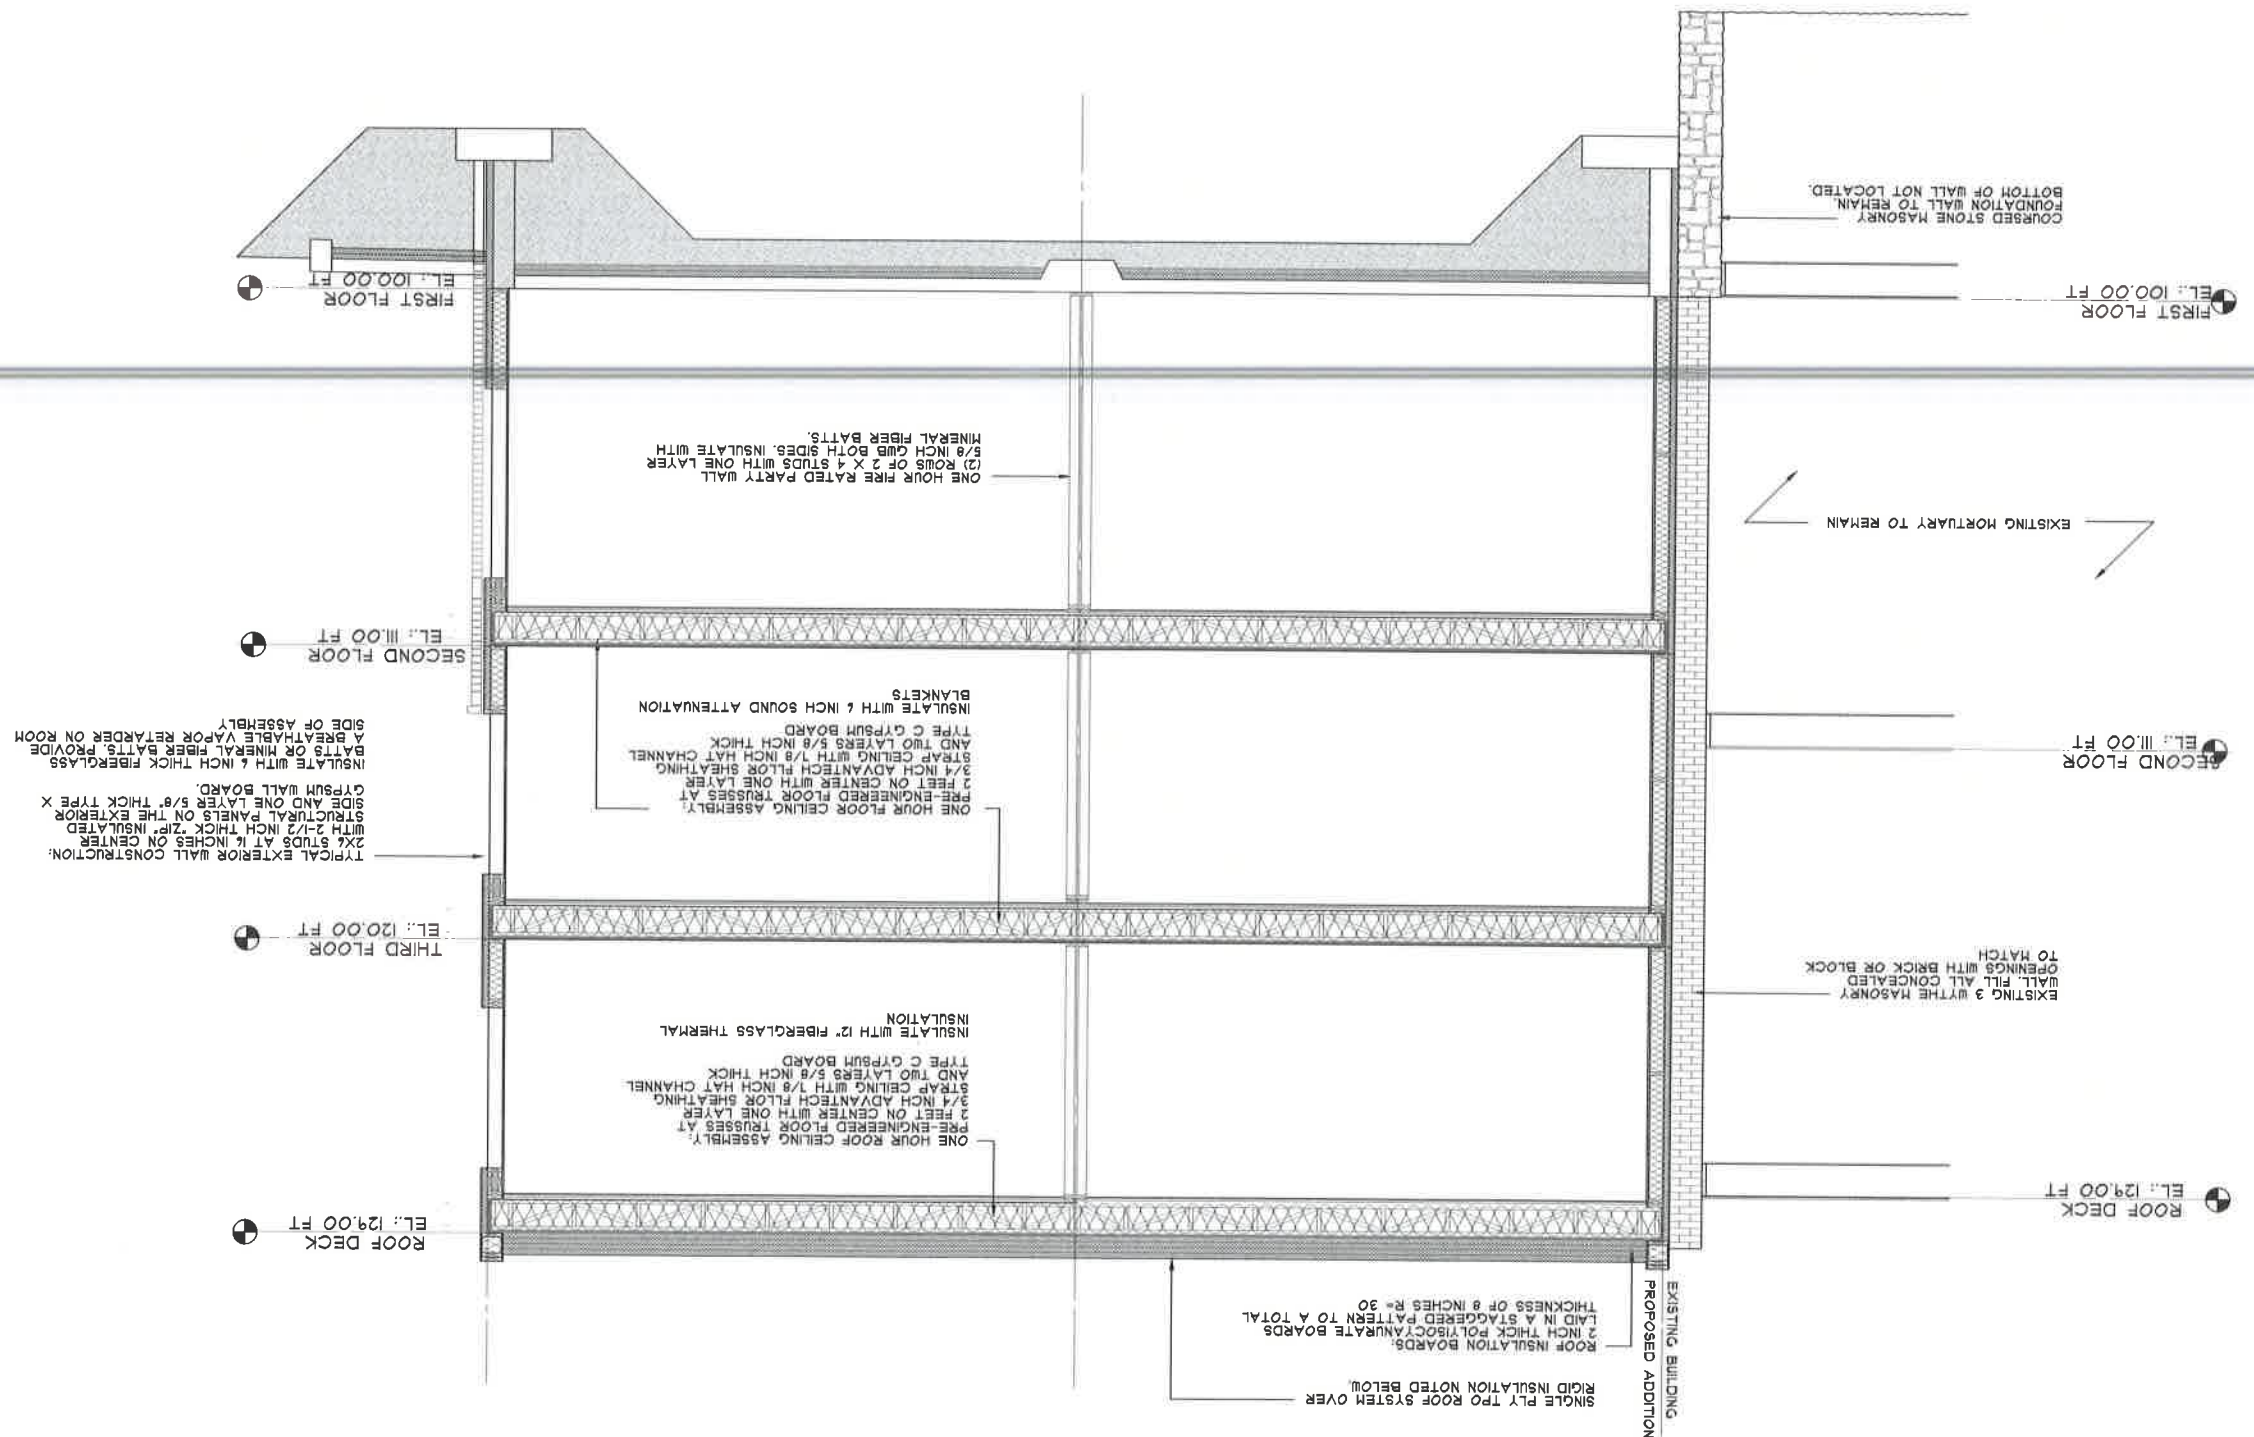 EXISTING BUILDING
PROPOSED ADDITION
SINGLE PLY TPO ROOF SYSTEM OVER
RIGID INSULATION NOTED BELOW.
ROOF INSULATION BOARDS:
2 INCH THICK POLYISOCYANURATE BOARDS
LAID IN A STAGGERED PATTERN TO A TOTAL
THICKNESS OF 8 INCHES R= 30
ROOF DECK
EL.: 129.00 FT
ROOF DECK
EL.: 129.00 FT
ONE HOUR ROOF CEILING ASSEMBLY:
PRE-ENGINEERED FLOOR TRUSSES AT
2 FEET ON CENTER WITH ONE LAYER
3/4 INCH ADVANTECH FLLOR SHEATHING
STRAP CEILING WITH 7/8 INCH HAT CHANNEL
AND TWO LAYERS 5/8 INCH THICK
TYPE C GYPSUM BOARD
INSULATE WITH 12" FIBERGLASS THERMAL
INSULATION
EXISTING 3 WYTHE MASONRY
WALL. FILL ALL CONCEALED
OPENINGS WITH BRICK OR BLOCK
TO MATCH
THIRD FLOOR
EL.: 120.00 FT
TYPICAL EXTERIOR WALL CONSTRUCTION:
2X6 STUDS AT 16 INCHES ON CENTER
WITH 2-1/2 INCH THICK "ZIP" INSULATED
STRUCTURAL PANELS ON THE EXTERIOR
SIDE AND ONE LAYER 5/8" THICK TYPE X
GYPSUM WALL BOARD.
INSULATE WITH 6 INCH THICK FIBERGLASS
BATTS OR MINERAL FIBER BATTS. PROVIDE
A BREATHABLE VAPOR RETARDER ON ROOM
SIDE OF ASSEMBLY
ONE HOUR FLOOR CEILING ASSEMBLY:
PRE-ENGINEERED FLOOR TRUSSES AT
2 FEET ON CENTER WITH ONE LAYER
3/4 INCH ADVANTECH FLLOR SHEATHING
STRAP CEILING WITH 7/8 INCH HAT CHANNEL
AND TWO LAYERS 5/8 INCH THICK
TYPE C GYPSUM BOARD
INSULATE WITH 6 INCH SOUND ATTENUATION
BLANKETS
SECOND FLOOR
EL.: 111.00 FT
SECOND FLOOR
EL.: 111.00 FT
EXISTING MORTUARY TO REMAIN
ONE HOUR FIRE RATED PARTY WALL
(2) ROWS OF 2 X 4 STUDS WITH ONE LAYER
5/8 INCH GWB BOTH SIDES. INSULATE WITH
MINERAL FIBER BATTS.
FIRST FLOOR
EL.: 100.00 FT
FIRST FLOOR
EL.: 100.00 FT
COURSED STONE MASONRY
FOUNDATION WALL TO REMAIN.
BOTTOM OF WALL NOT LOCATED.